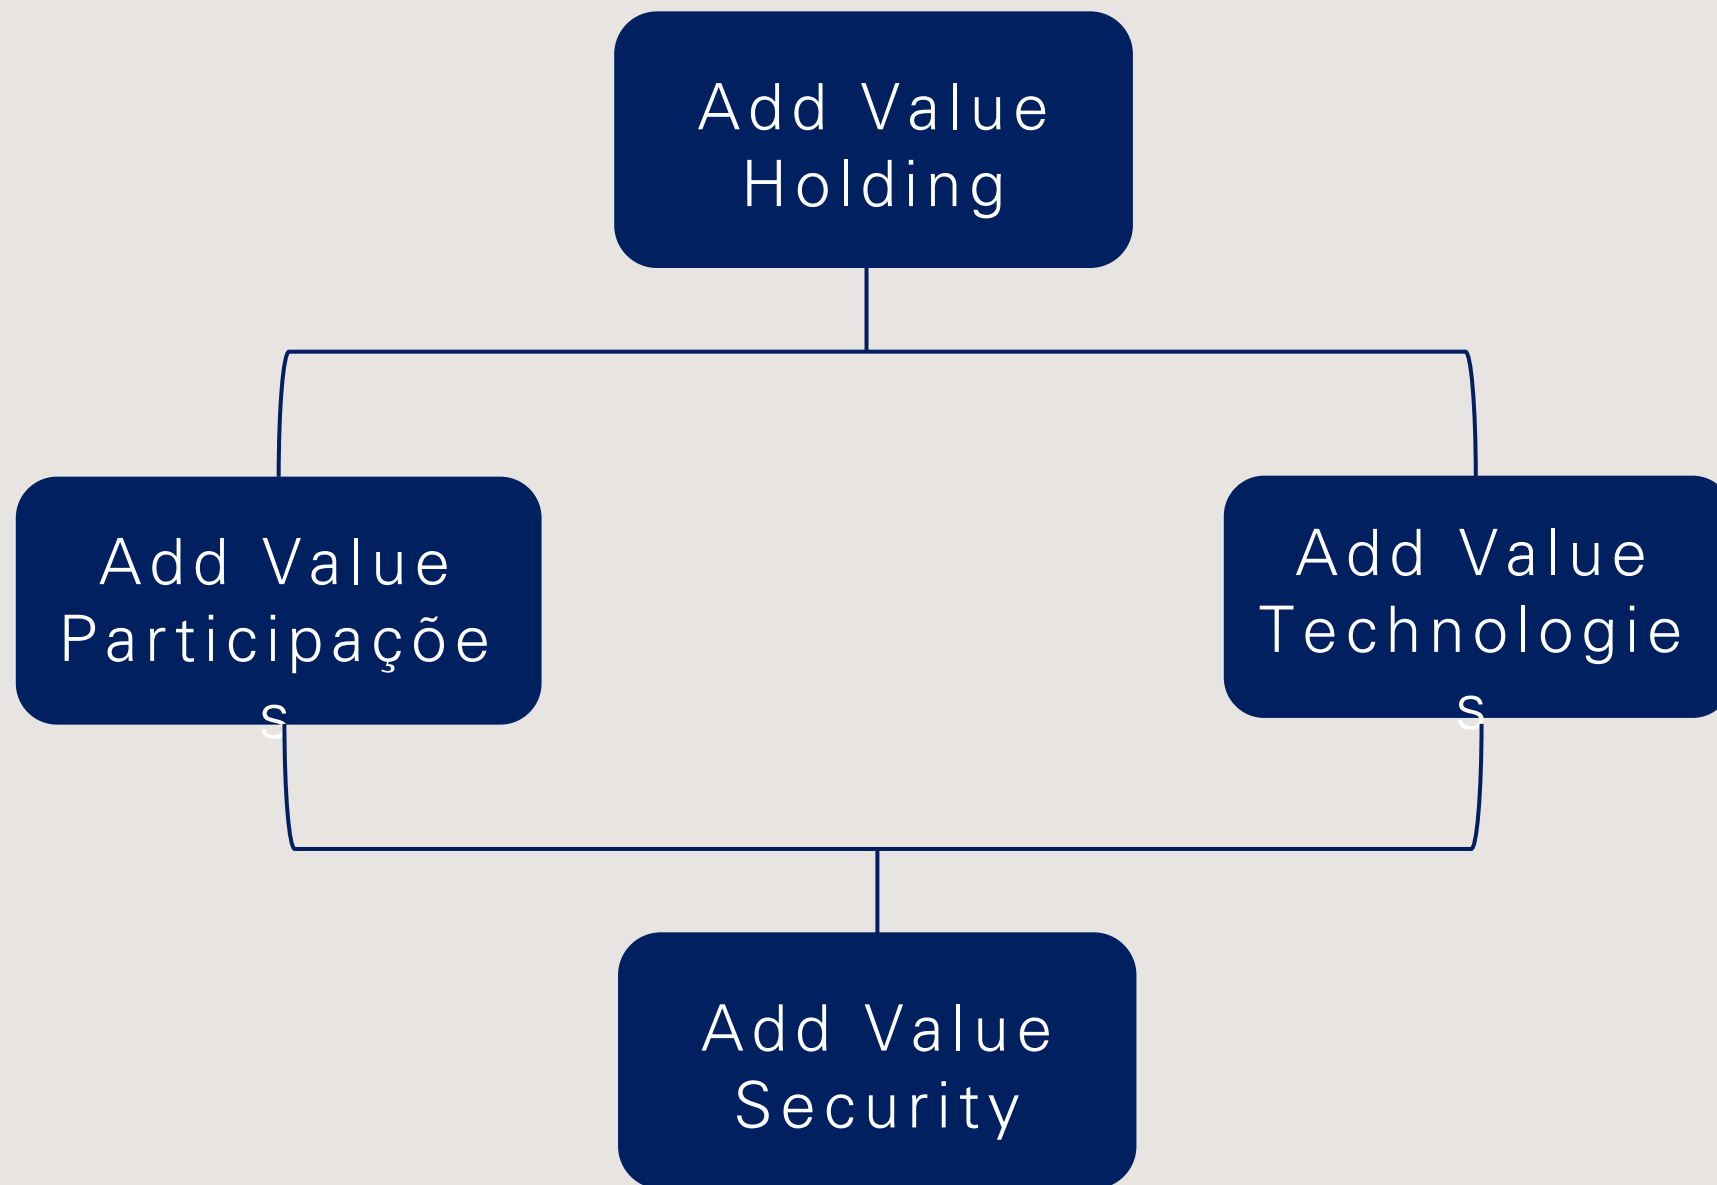 Add Value
Holding
Add Value
Participaçõe
s
Add Value
Technologie
s
Add Value
Security